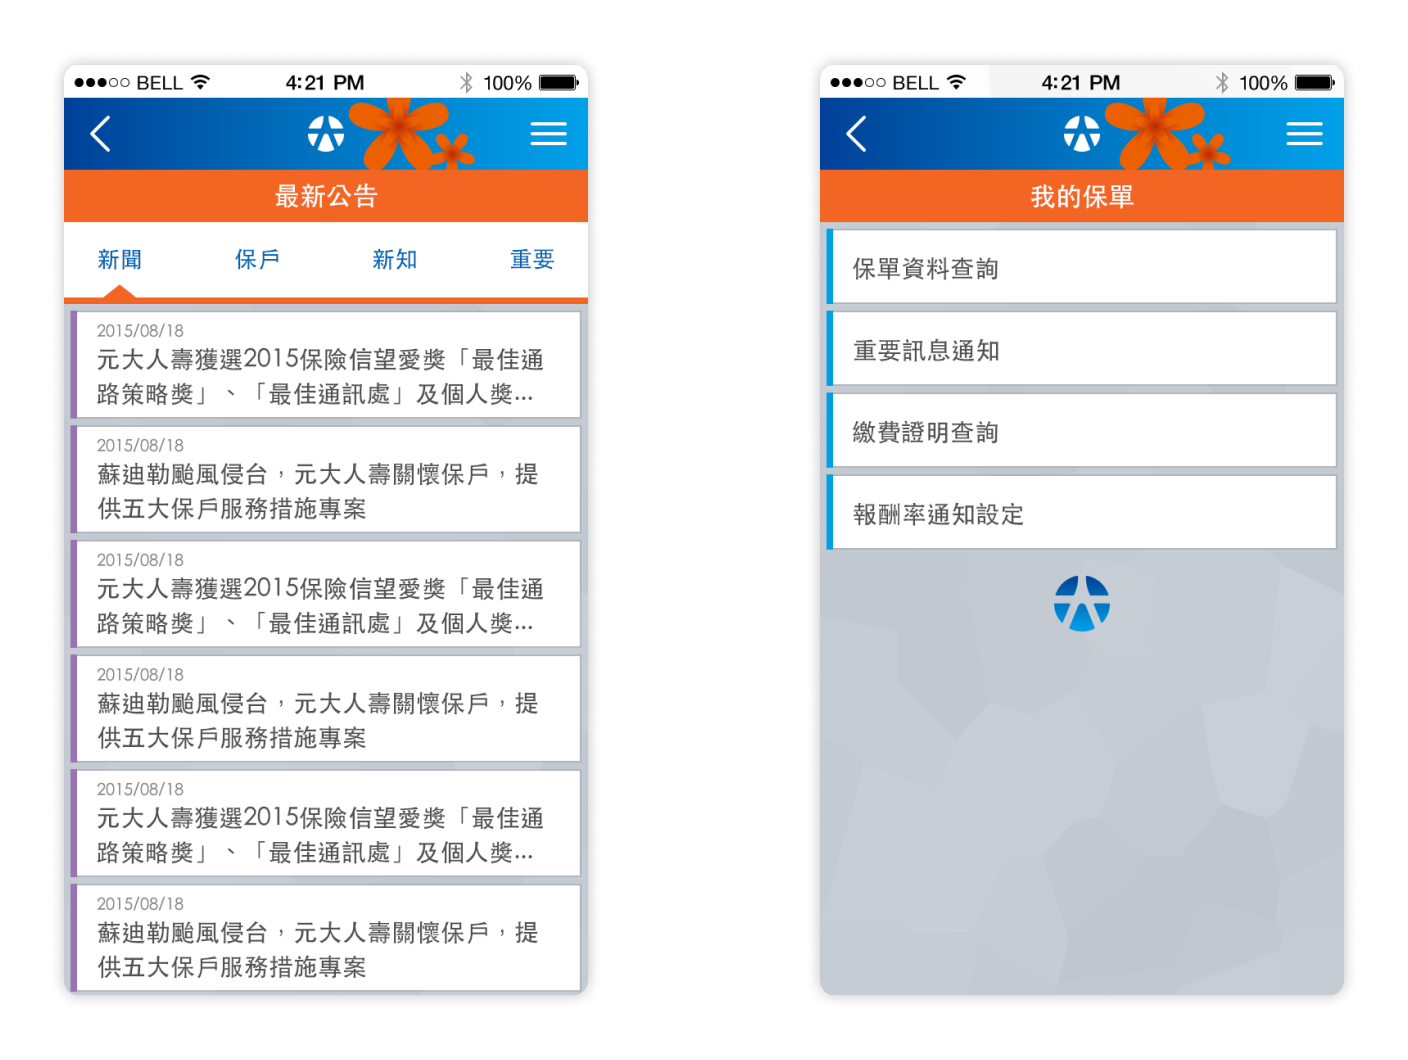 BELL 4:21 PM 100%
最新公告
新聞 保戶 新知 重要
2015/08/18
元大人壽獲選2015保險信望愛獎「最佳通
路策略獎」、「最佳通訊處」及個人獎...
2015/08/18
蘇迪勒颱風侵台，元大人壽關懷保戶，提
供五大保戶服務措施專案
2015/08/18
元大人壽獲選2015保險信望愛獎「最佳通
路策略獎」、「最佳通訊處」及個人獎...
2015/08/18
蘇迪勒颱風侵台，元大人壽關懷保戶，提
供五大保戶服務措施專案
2015/08/18
元大人壽獲選2015保險信望愛獎「最佳通
路策略獎」、「最佳通訊處」及個人獎...
2015/08/18
蘇迪勒颱風侵台，元大人壽關懷保戶，提
供五大保戶服務措施專案
BELL 4:21 PM 100%
我的保單
保單資料查詢
重要訊息通知
繳費證明查詢
報酬率通知設定